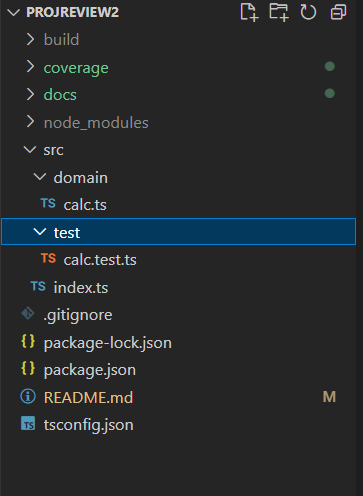 PROJREVIEW2
build
coverage
docs
node_modules
src
domain
TS calc.ts
test
TS calc.test.ts
TS index.ts
.gitignore
{} package-lock.json
{} package.json
README.md M
TS tsconfig.json